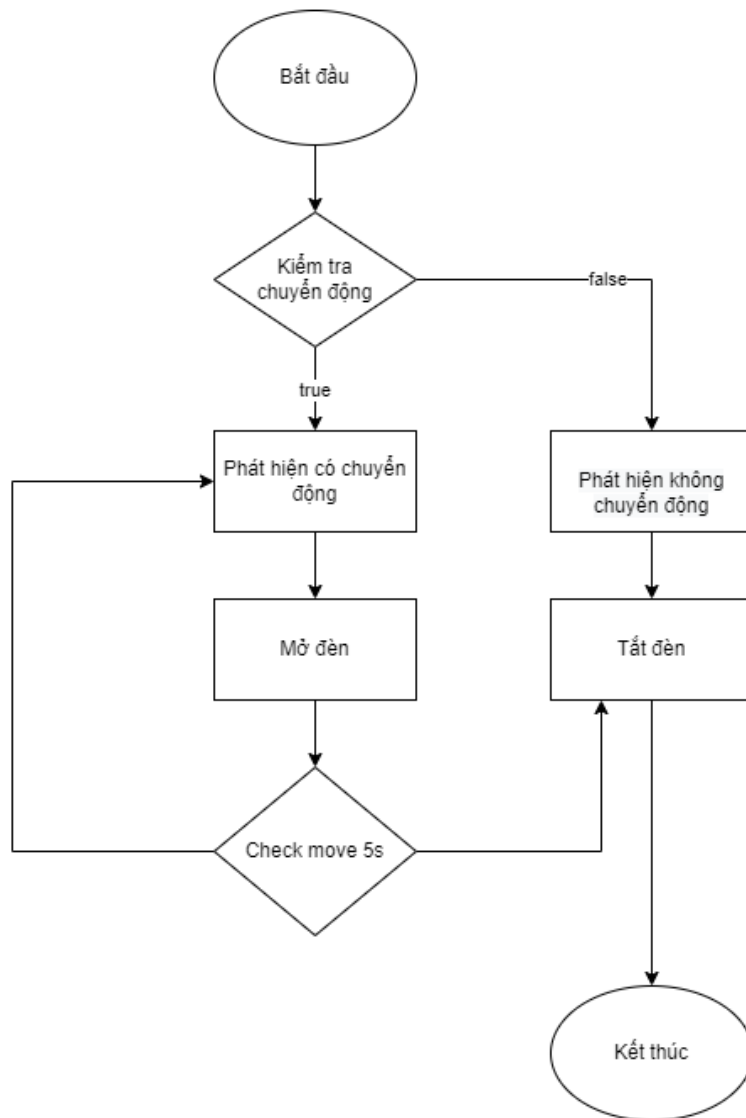 Bắt đầu
Kiểm tra
chuyển động
false
true
Phát hiện có chuyển
động
Phát hiện không
chuyển động
Mở đèn
Tắt đèn
Check move 5s
Kết thúc